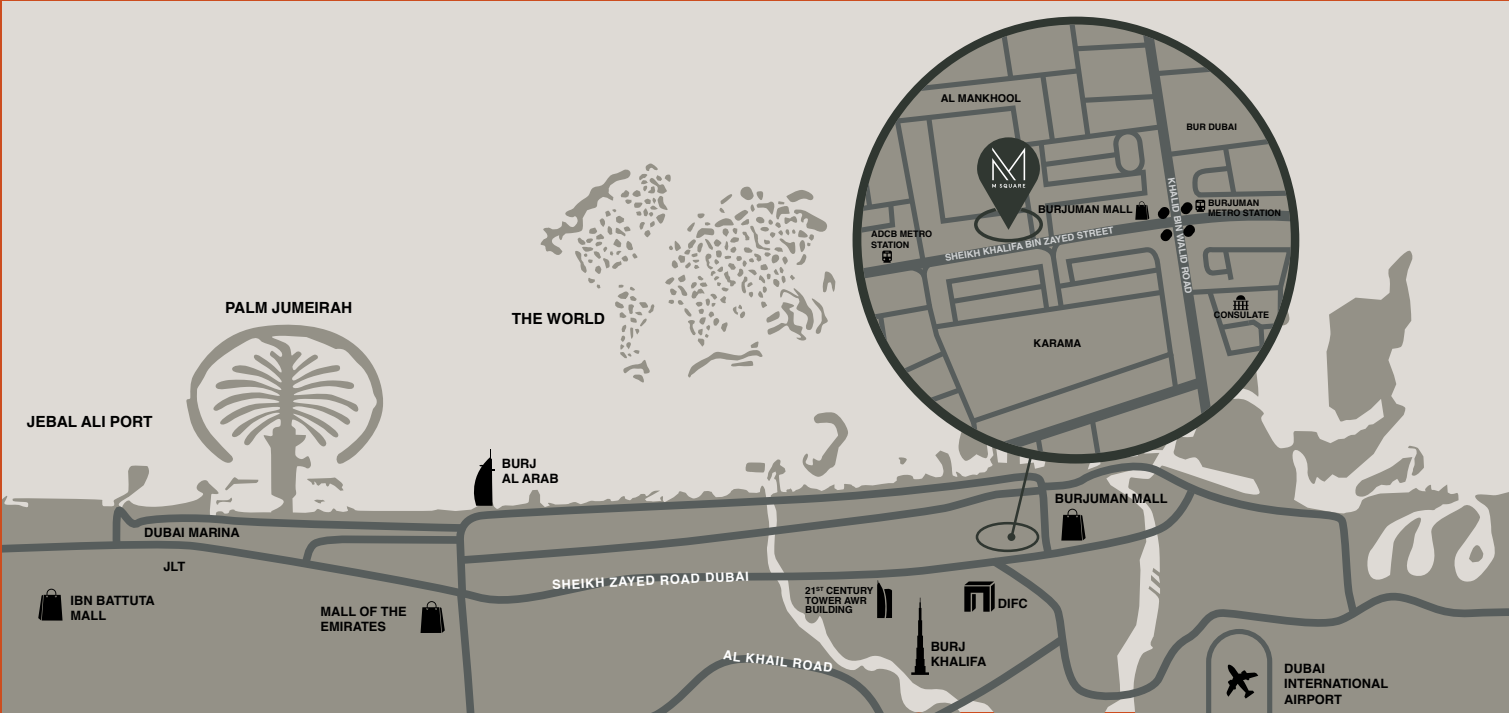 AL MANKHOOL
BUR DUBAI
M SQUARE
BURJUMAN MALL
BURJUMAN
METRO STATION
KHALID BIN WALID ROAD
ADCB METRO
STATION
SHEIKH KHALIFA BIN ZAYED STREET
CONSULATE
KARAMA
PALM JUMEIRAH
THE WORLD
JEBAL ALI PORT
BURJ
AL ARAB
BURJUMAN MALL
DUBAI MARINA
JLT
SHEIKH ZAYED ROAD DUBAI
IBN BATTUTA
MALL
MALL OF THE
EMIRATES
21ST CENTURY
TOWER AWR
BUILDING
DIFC
BURJ
KHALIFA
AL KHAIL ROAD
DUBAI
INTERNATIONAL
AIRPORT